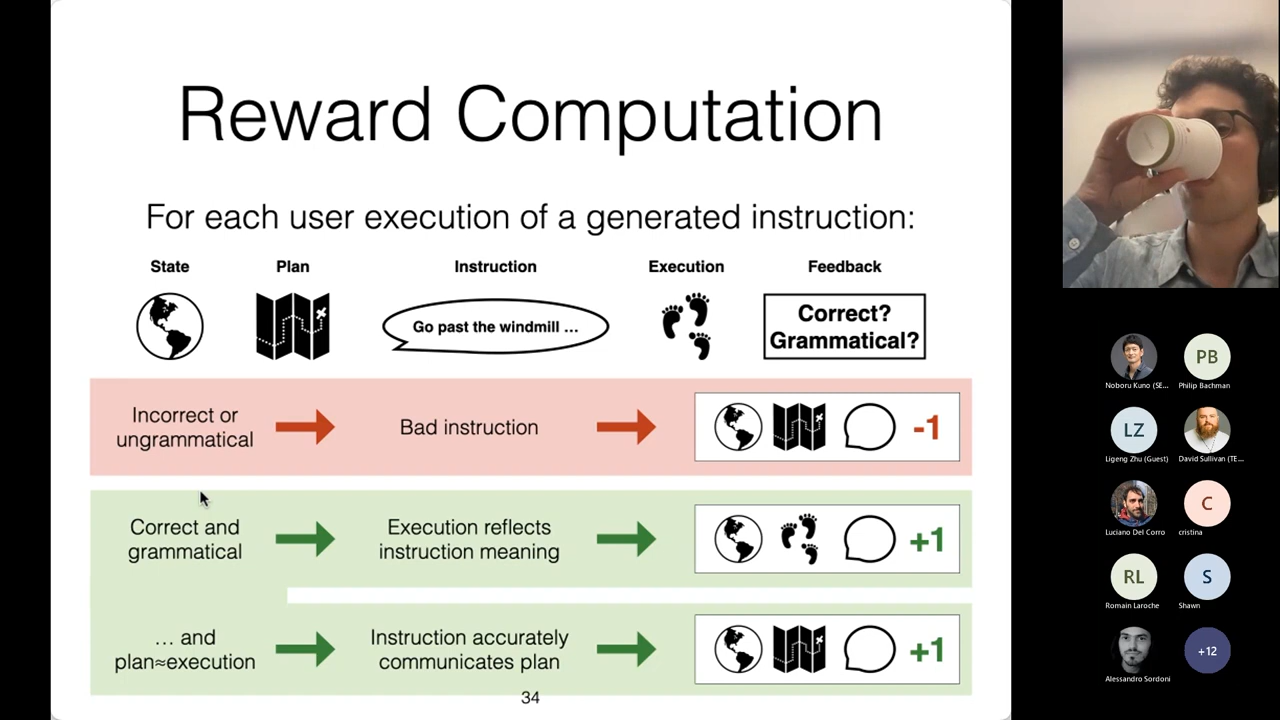 Reward Computation
For each user execution of a generated instruction:
State Plan Instruction Execution Feedback
Go past the windmill ...
Correct?
Grammatical?
Incorrect or
ungrammatical
Bad instruction
-1
Correct and
grammatical
Execution reflects
instruction meaning
+1
... and
plan≈execution
Instruction accurately
communicates plan
+1
34
PB
Noboru Kuno (SE...
Philip Bachman
LZ
Ligeng Zhu (Guest)
David Sullivan (TE...
C
Luciano Del Corro
cristina
RL
S
Romain Laroche
Shawn
+12
Alessandro Sordoni